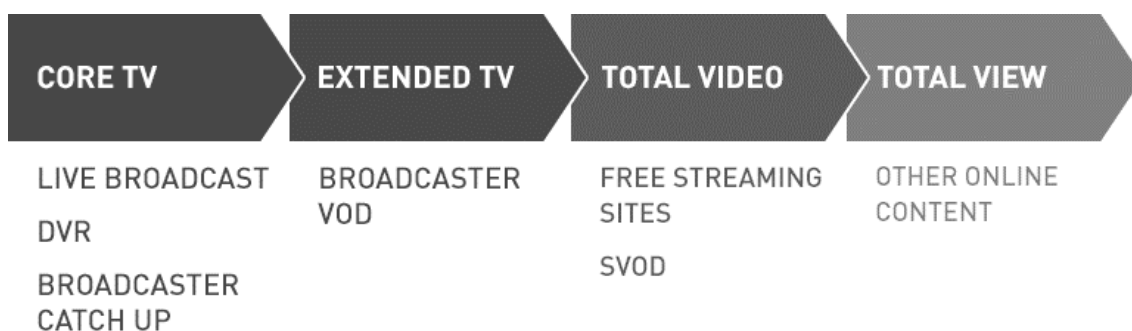 CORE TV
EXTENDED TV
TOTAL VIDEO
TOTAL VIEW
LIVE BROADCAST
DVR
BROADCASTER
CATCH UP
BROADCASTER
VOD
FREE STREAMING
SITES
SVOD
OTHER ONLINE
CONTENT